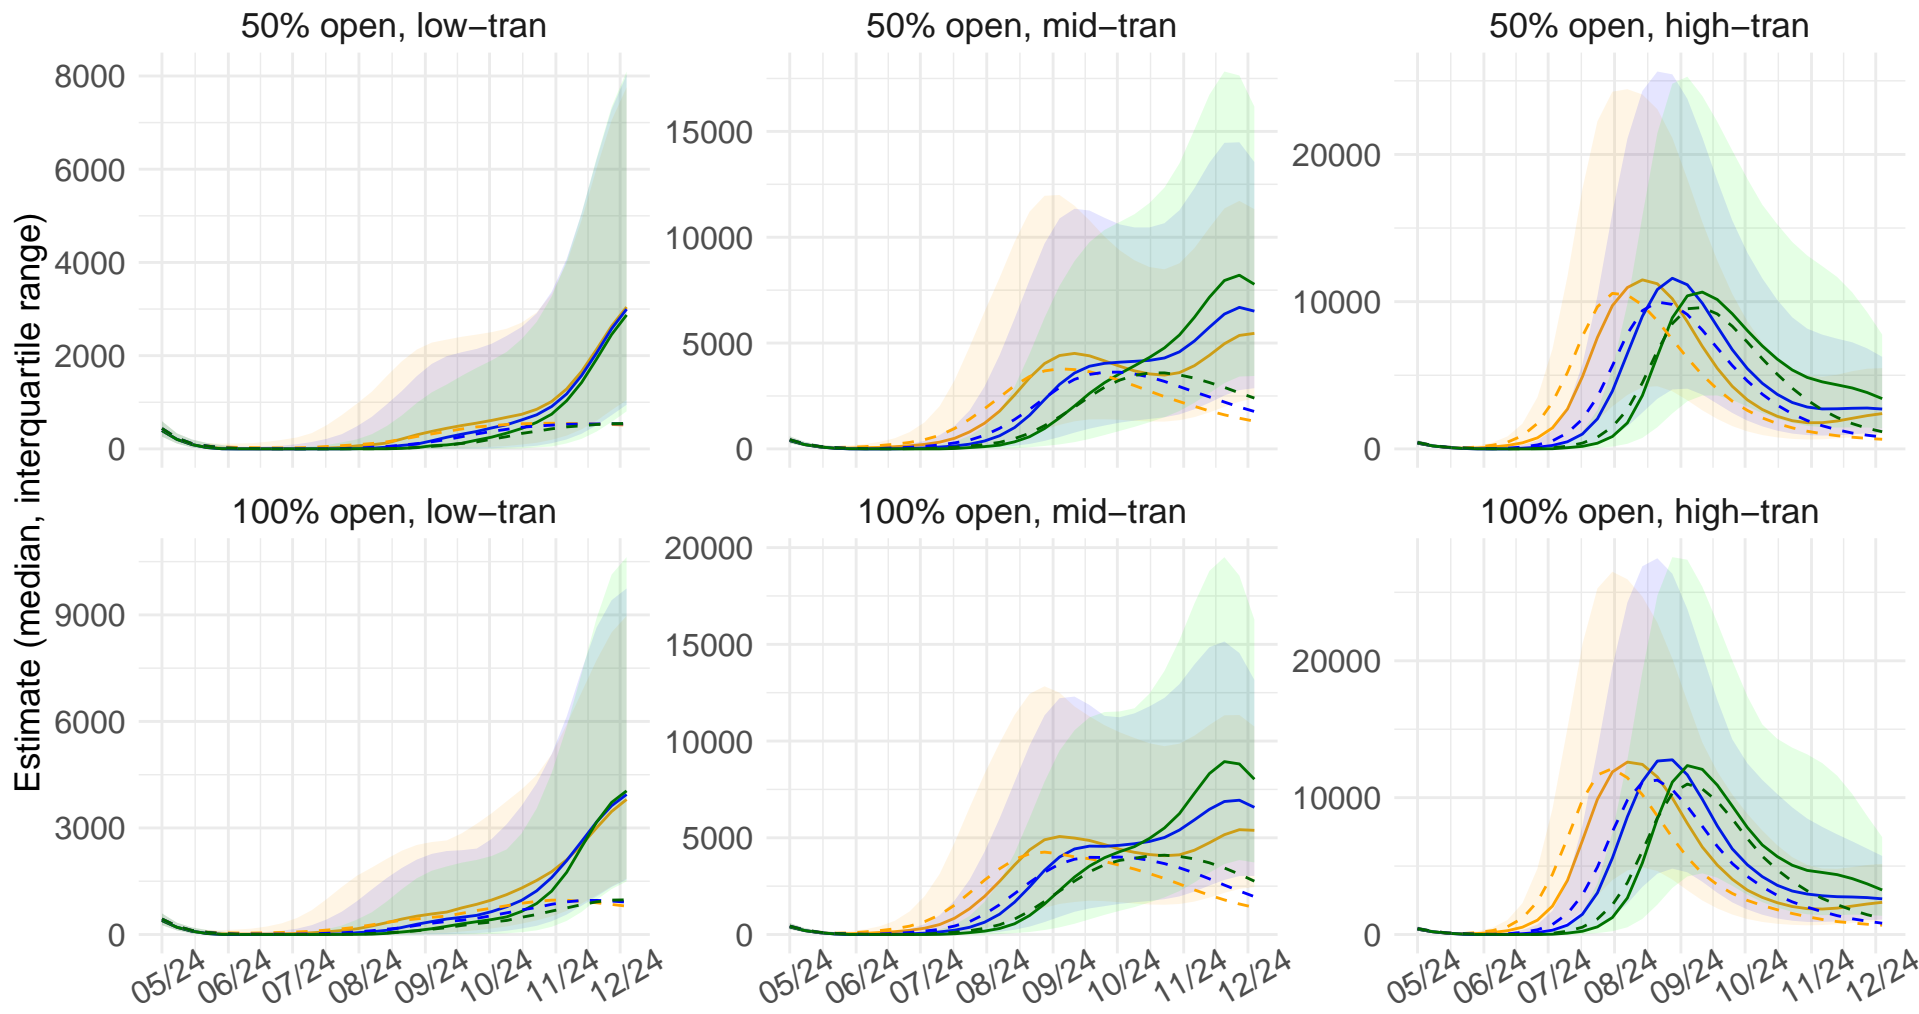 50% open, low−tran
50% open, mid−tran
50% open, high−tran
Estimate (median, interquartile range)
8000
6000
4000
2000
0
15000
10000
5000
0
20000
10000
0
100% open, low−tran
100% open, mid−tran
100% open, high−tran
9000
6000
3000
0
20000
15000
10000
5000
0
20000
10000
0
05/24 06/24 07/24 08/24 09/24 10/24 11/24 12/24
05/24 06/24 07/24 08/24 09/24 10/24 11/24 12/24
05/24 06/24 07/24 08/24 09/24 10/24 11/24 12/24